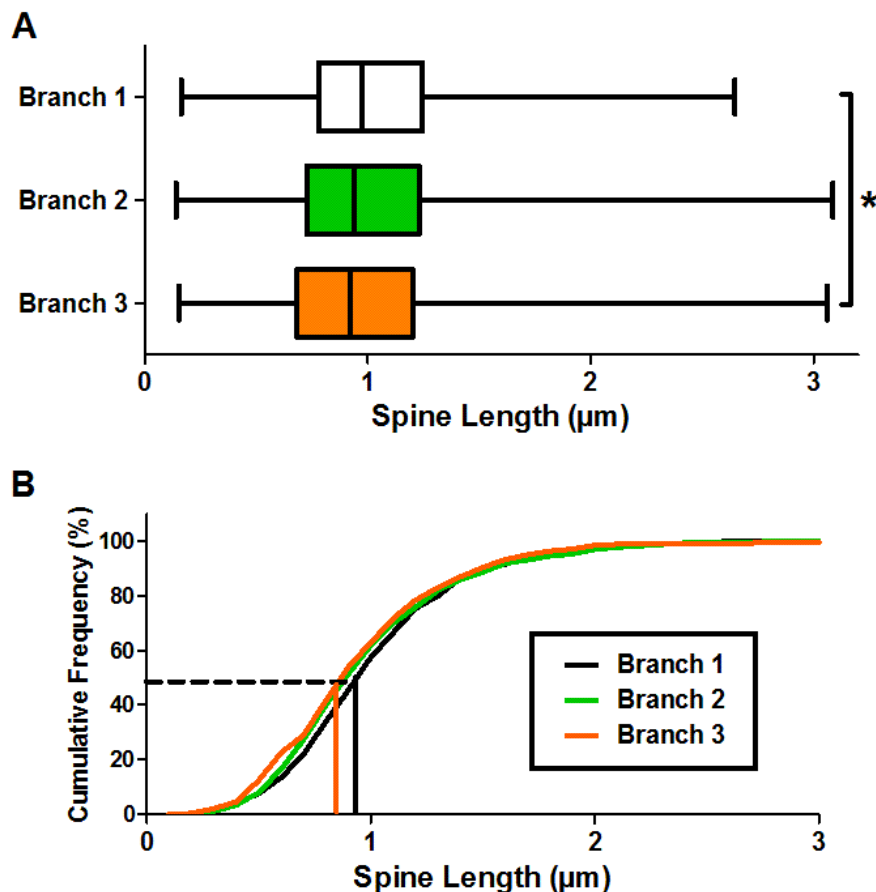 A
Branch 1
Branch 2
*
Branch 3
0 1 2 3
Spine Length (µm)
B
Cumulative Frequency (%)
100
80
60
40
20
0
Branch 1
Branch 2
Branch 3
0 1 2 3
Spine Length (µm)